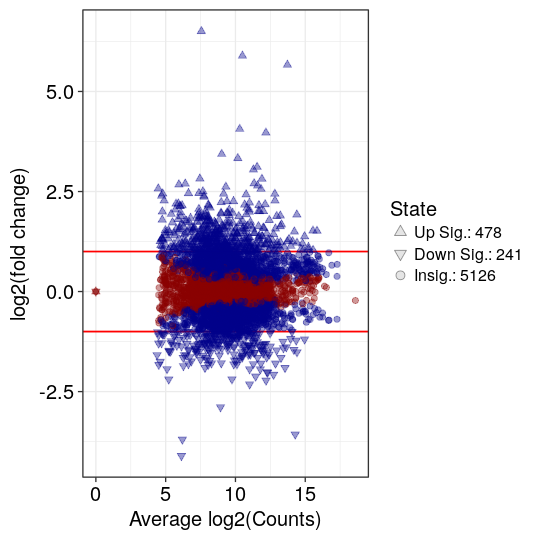 5.0
2.5
0.0
-2.5
log2(fold change)
0 5 10 15
Average log2(Counts)
State
Up Sig.: 478
Down Sig.: 241
Insig.: 5126